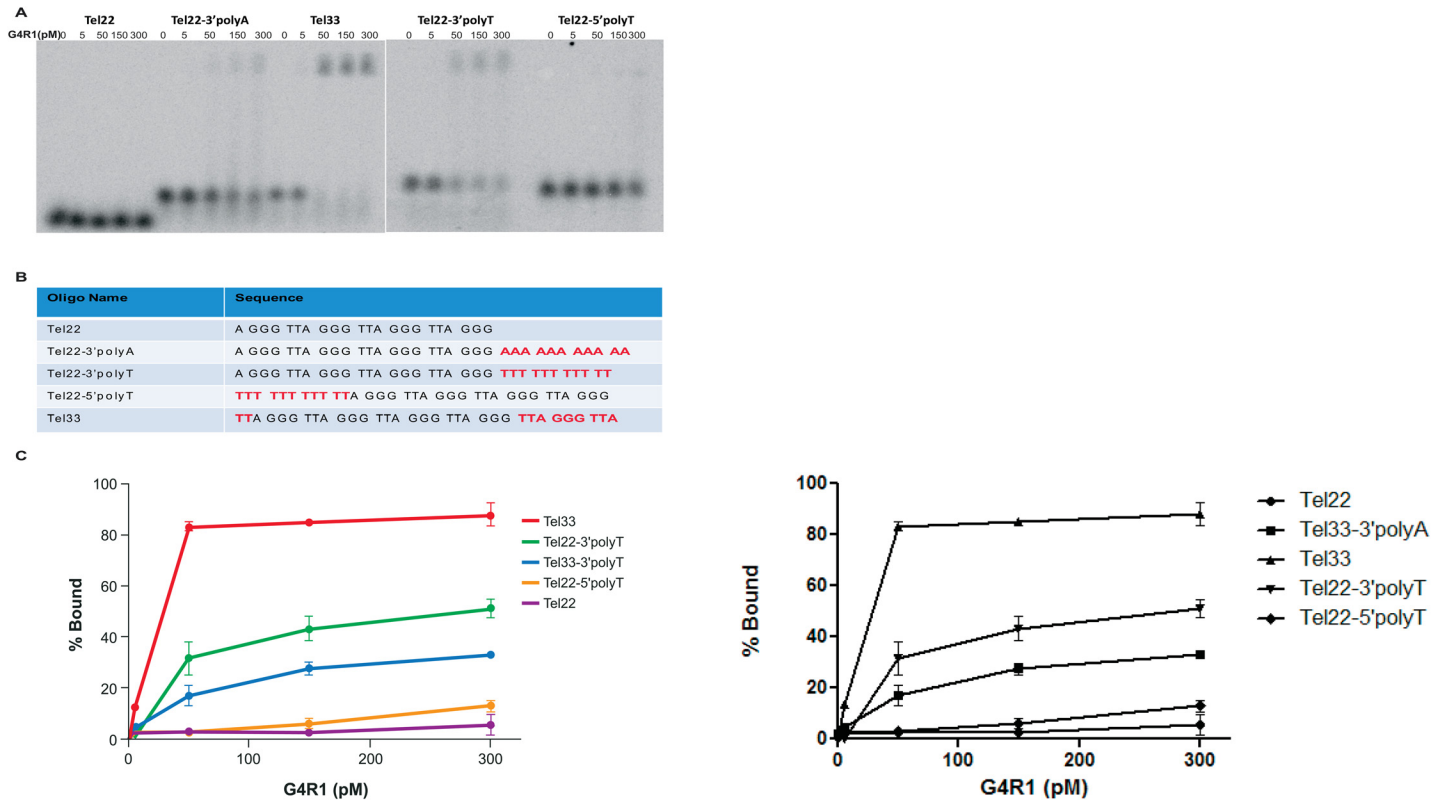 A
Tel22 Tel22-3'polyA Tel33 Tel22-3'polyT Tel22-5'polyT
G4R1(pM) 0 5 50 150 300 0 5 50 150 300 0 5 50 150 300 0 5 50 150 300 0 5 50 150 300
B
Oligo Name Sequence
Tel22 A GGG TTA GGG TTA GGG TTA GGG
Tel22-3'polyA A GGG TTA GGG TTA GGG TTA GGG AAA AAA AAA AA
Tel22-3'polyT A GGG TTA GGG TTA GGG TTA GGG TTT TTT TTT TT
Tel22-5'polyT TTT TTT TTT TTA GGG TTA GGG TTA GGG TTA GGG
Tel33 TTA GGG TTA GGG TTA GGG TTA GGG TTA GGG TTA
C
% Bound
100
80
60
40
20
0
0 100 200 300
G4R1 (pM)
Tel33
Tel22-3'polyT
Tel33-3'polyT
Tel22-5'polyT
Tel22
% Bound
100
80
60
40
20
0
0 100 200 300
G4R1 (pM)
Tel22
Tel33-3'polyA
Tel33
Tel22-3'polyT
Tel22-5'polyT